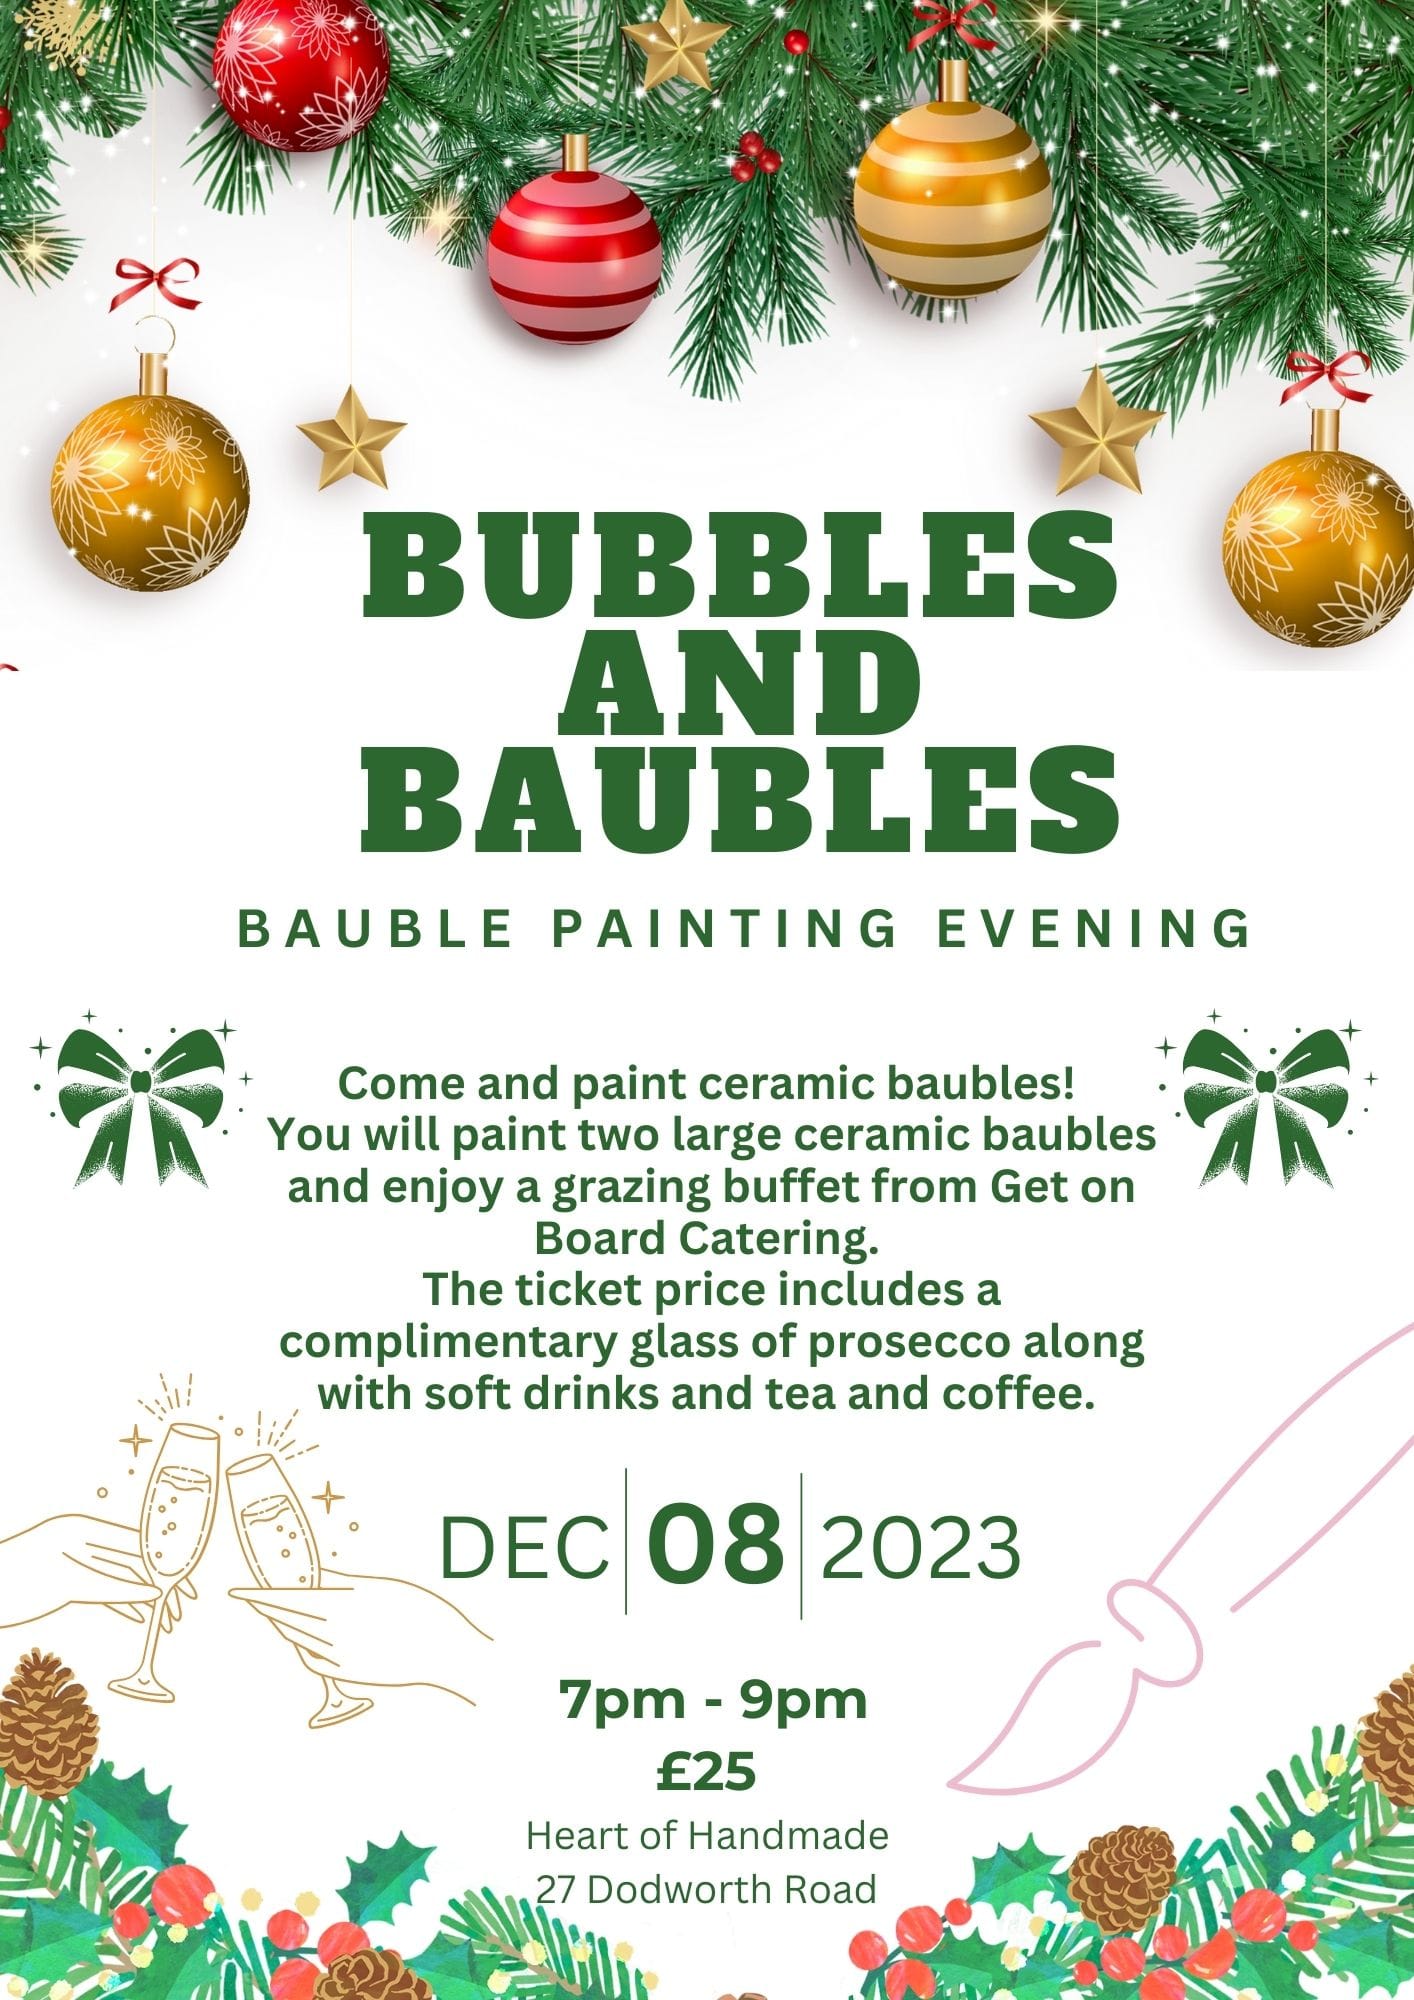 BUBBLES
AND
BAUBLES
BAUBLE PAINTING EVENING
Come and paint ceramic baubles!
You will paint two large ceramic baubles
and enjoy a grazing buffet from Get on
Board Catering.
The ticket price includes a
complimentary glass of prosecco along
with soft drinks and tea and coffee.
DEC 08 2023
7pm - 9pm
£25
Heart of Handmade
27 Dodworth Road